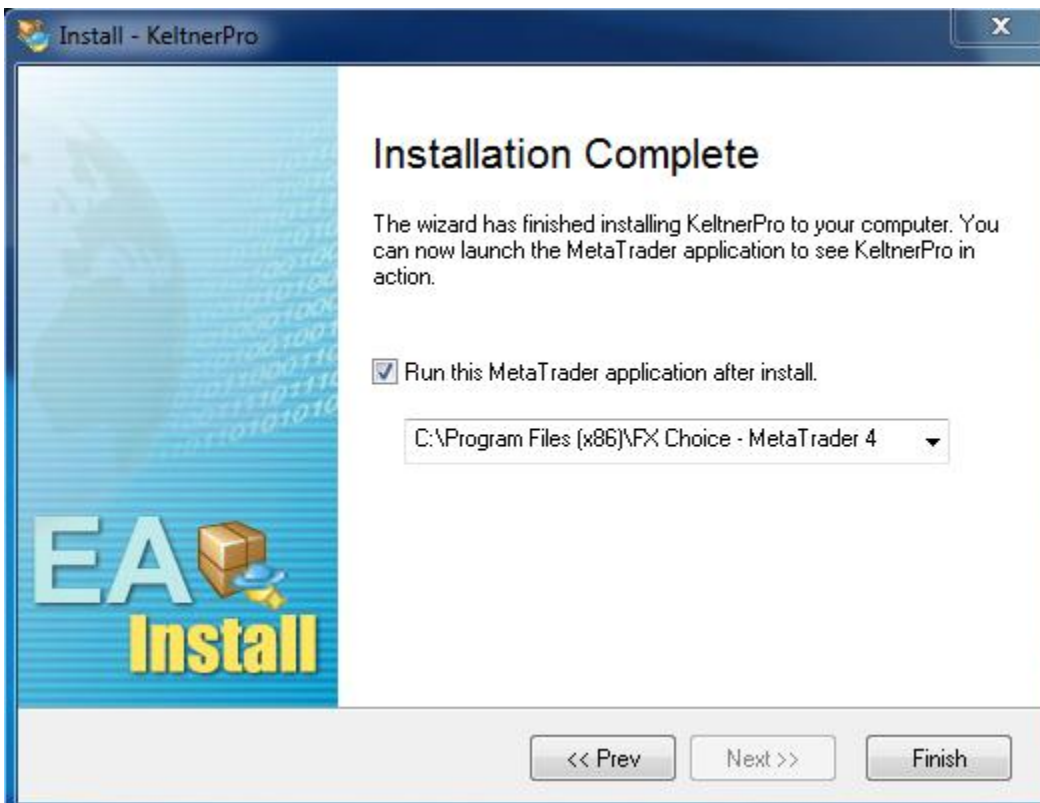 Install - KeltnerPro
Installation Complete
The wizard has finished installing KeltnerPro to your computer. You
can now launch the MetaTrader application to see KeltnerPro in
action.
Run this MetaTrader application after install.
C:\Program Files (x86)\FX Choice - MetaTrader 4
EA
Install
<< Prev
Next >>
Finish